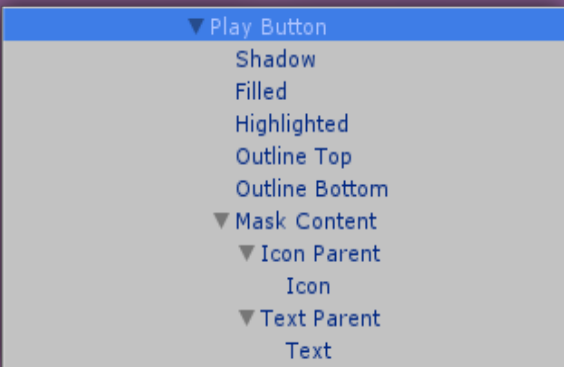 Play Button
Shadow
Filled
Highlighted
Outline Top
Outline Bottom
Mask Content
Icon Parent
Icon
Text Parent
Text